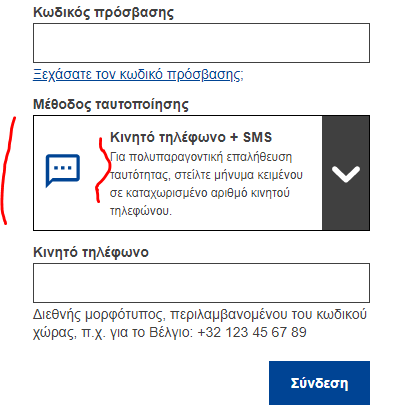 Κωδικός πρόσβασης
Ξεχάσατε τον κωδικό πρόσβασης;
Μέθοδος ταυτοποίησης
Κινητό τηλέφωνο + SMS
Για πολυπαραγοντική επαλήθευση
ταυτότητας, στείλτε μήνυμα κειμένου
σε καταχωρισμένο αριθμό κινητού
τηλεφώνου.
Κινητό τηλέφωνο
Διεθνής μορφότυπος, περιλαμβανομένου του κωδικού
χώρας, π.χ. για το Βέλγιο: +32 123 45 67 89
Σύνδεση